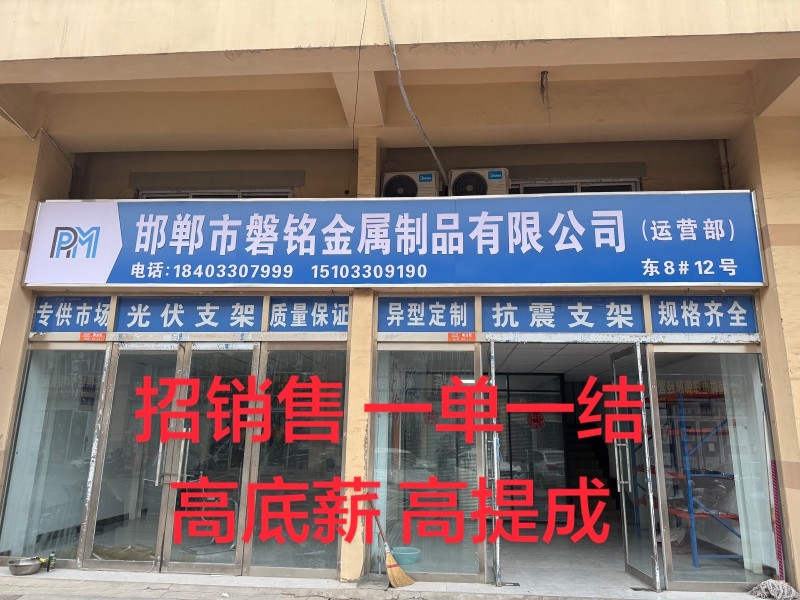 PM 邯郸市磐铭金属制品有限公司（运营部）
电话:18403307999 15103309190 东8#12号
专供市场 光伏支架 质量保证 异型定制 抗震支架 规格齐全
招销售 一单一结
高底薪 高提成